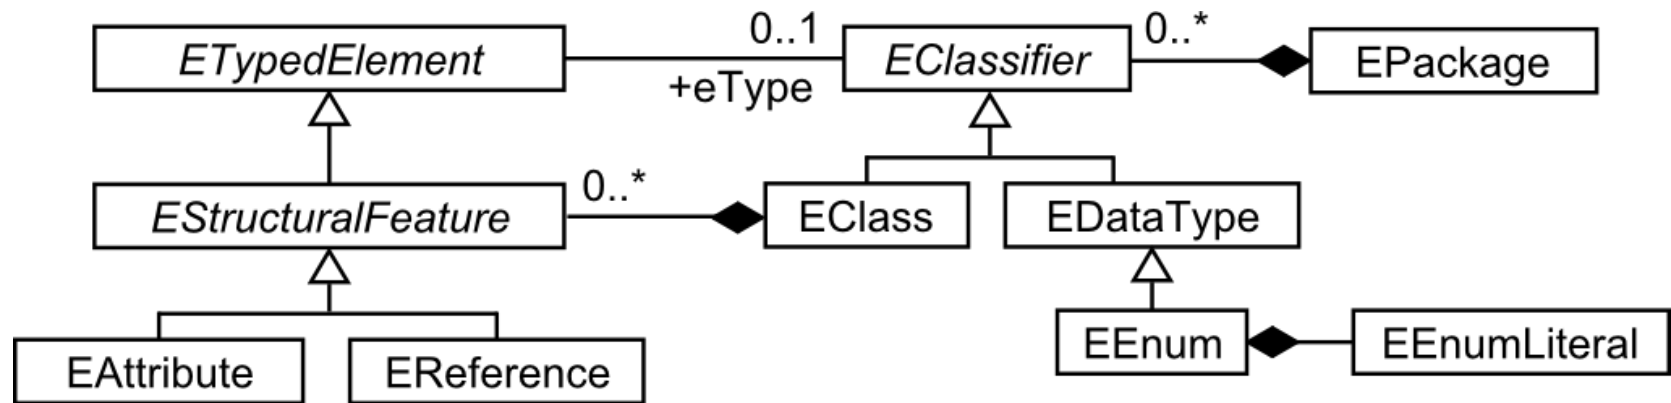 ETypedElement
0..1
+eType
EClassifier
0..*
EPackage
EStructuralFeature
0..*
EClass
EDataType
EAttribute
EReference
EEnum
EEnumLiteral